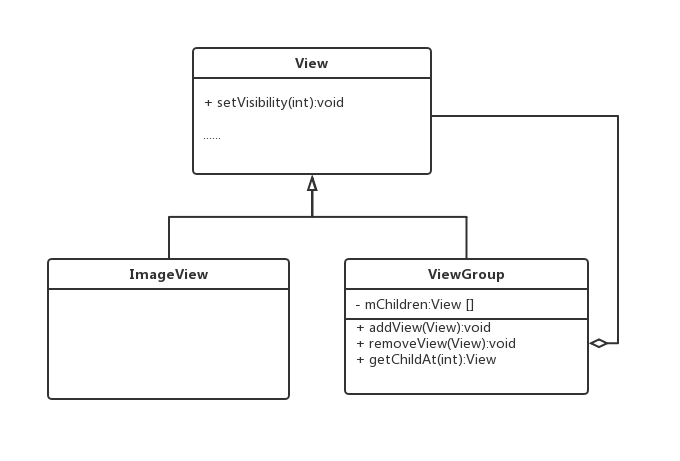 View
+ setVisibility(int):void
......
ImageView
ViewGroup
- mChildren:View []
+ addView(View):void
+ removeView(View):void
+ getChildAt(int):View